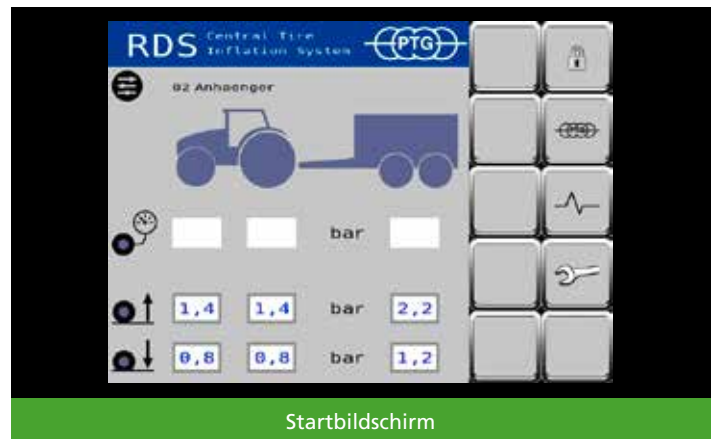 RDS Central Tire Inflation System PTG
02 Anhaenger
PTG
bar
1,4 1,4 bar 2,2
0,8 0,8 bar 1,2
Startbildschirm